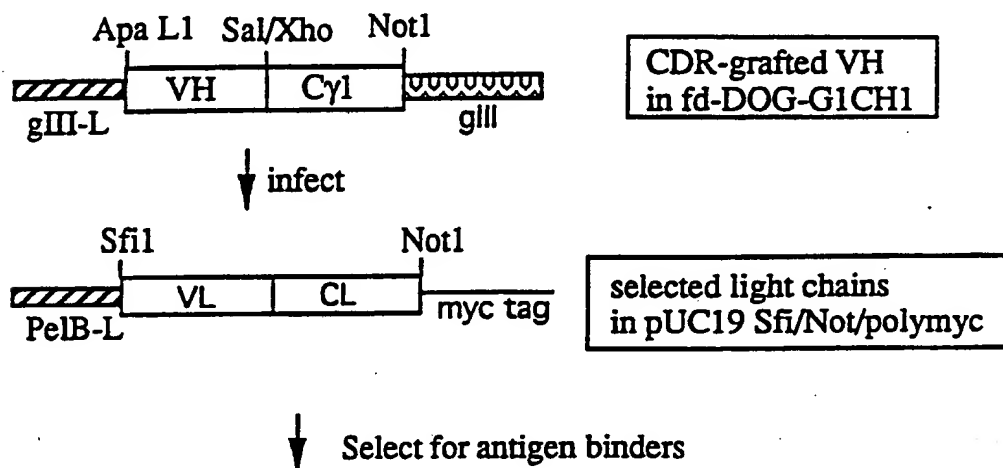 Apa L1 Sal/Xho Not1
VH Cγ1
gIII-L gIII
CDR-grafted VH
in fd-DOG-G1CH1
infect
Sfi1 Not1
VL CL
PelB-L myc tag
selected light chains
in pUC19 Sfi/Not/polymyc
Select for antigen binders